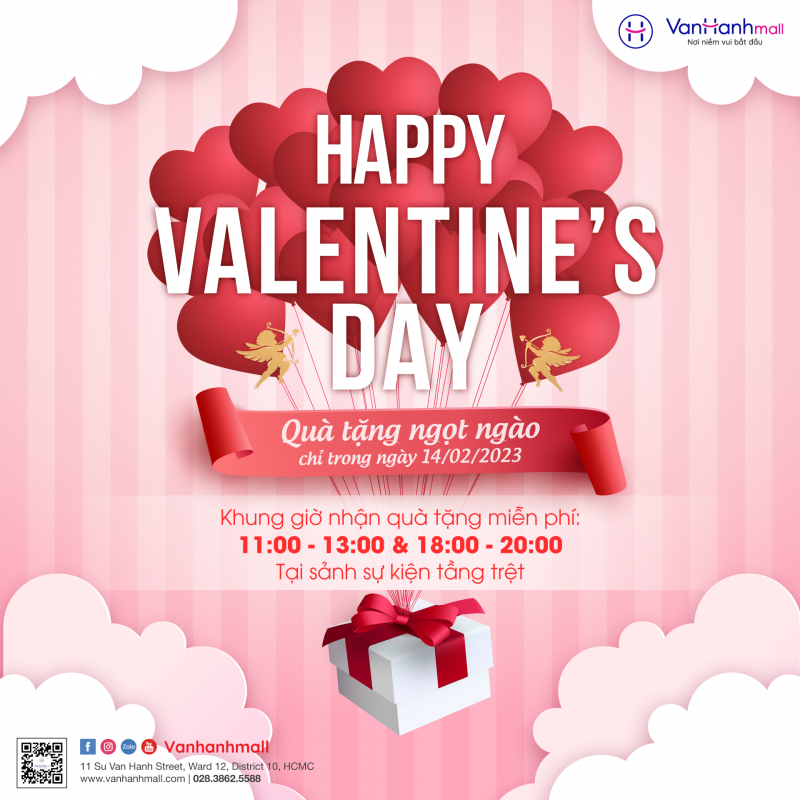 VanHanhmall
Nơi niềm vui bắt đầu
HAPPY
VALENTINE'S
DAY
Quà tặng ngọt ngào
chỉ trong ngày 14/02/2023
Khung giờ nhận quà tặng miễn phí:
11:00 - 13:00 & 18:00 - 20:00
Tại sảnh sự kiện tầng trệt
Zalo
Vanhanhmall
11 Su Van Hanh Street, Ward 12, District 10, HCMC
www.vanhanhmall.com | 028.3862.5588